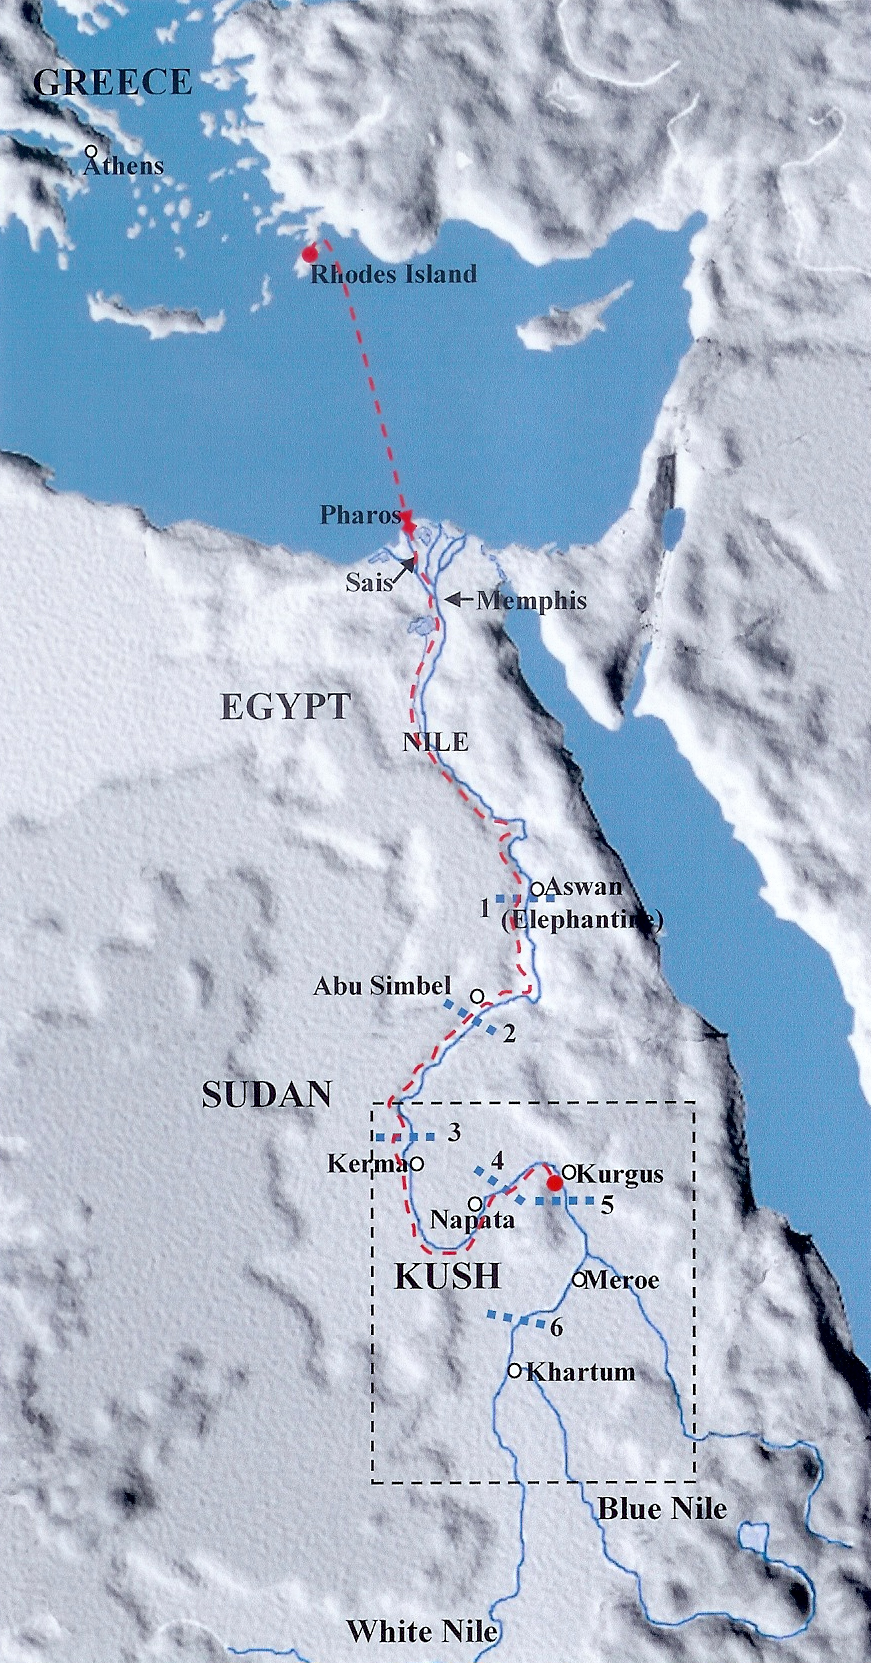 GREECE
Athens
Rhodes Island
Pharos
Sais
Memphis
EGYPT
NILE
Aswan
1
(Elephantine)
Abu Simbel
2
SUDAN
3
Kerma
4
Kurgus
5
Napata
KUSH
Meroe
6
Khartum
Blue Nile
White Nile